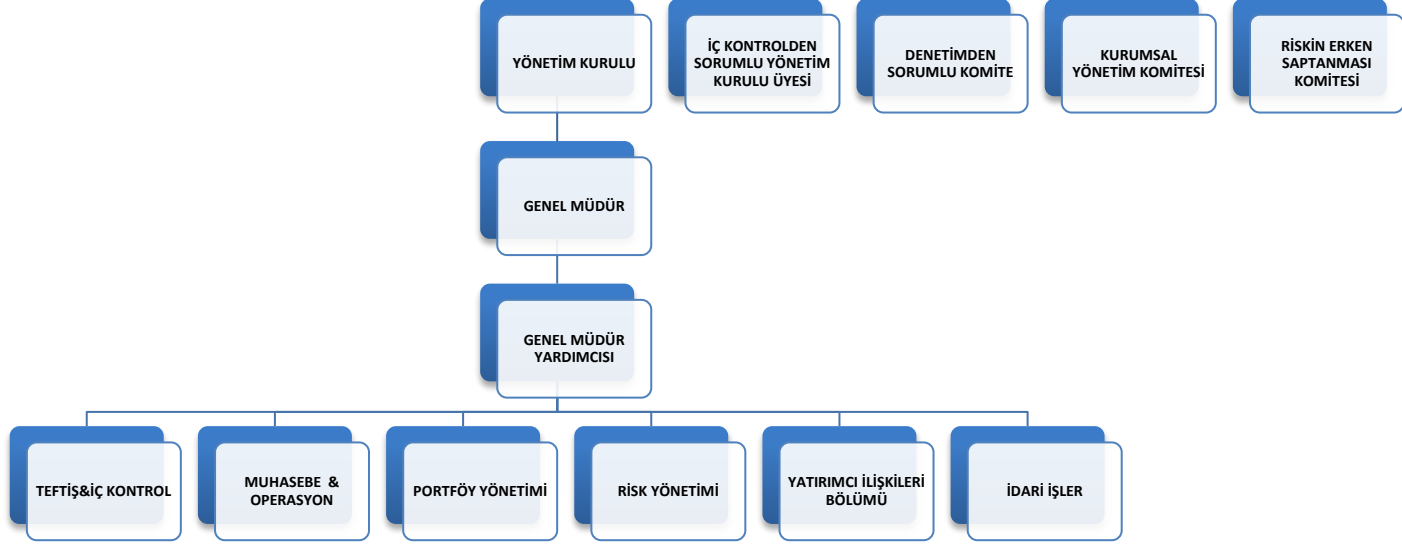 YÖNETİM KURULU
İÇ KONTROLDEN
SORUMLU YÖNETİM
KURULU ÜYESİ
DENETİMDEN
SORUMLU KOMİTE
KURUMSAL
YÖNETİM KOMİTESİ
RİSKİN ERKEN
SAPTANMASI
KOMİTESİ
GENEL MÜDÜR
GENEL MÜDÜR
YARDIMCISI
TEFTİŞ&İÇ KONTROL
MUHASEBE &
OPERASYON
PORTFÖY YÖNETİMİ
RİSK YÖNETİMİ
YATIRIMCI İLİŞKİLERİ
BÖLÜMÜ
İDARİ İŞLER